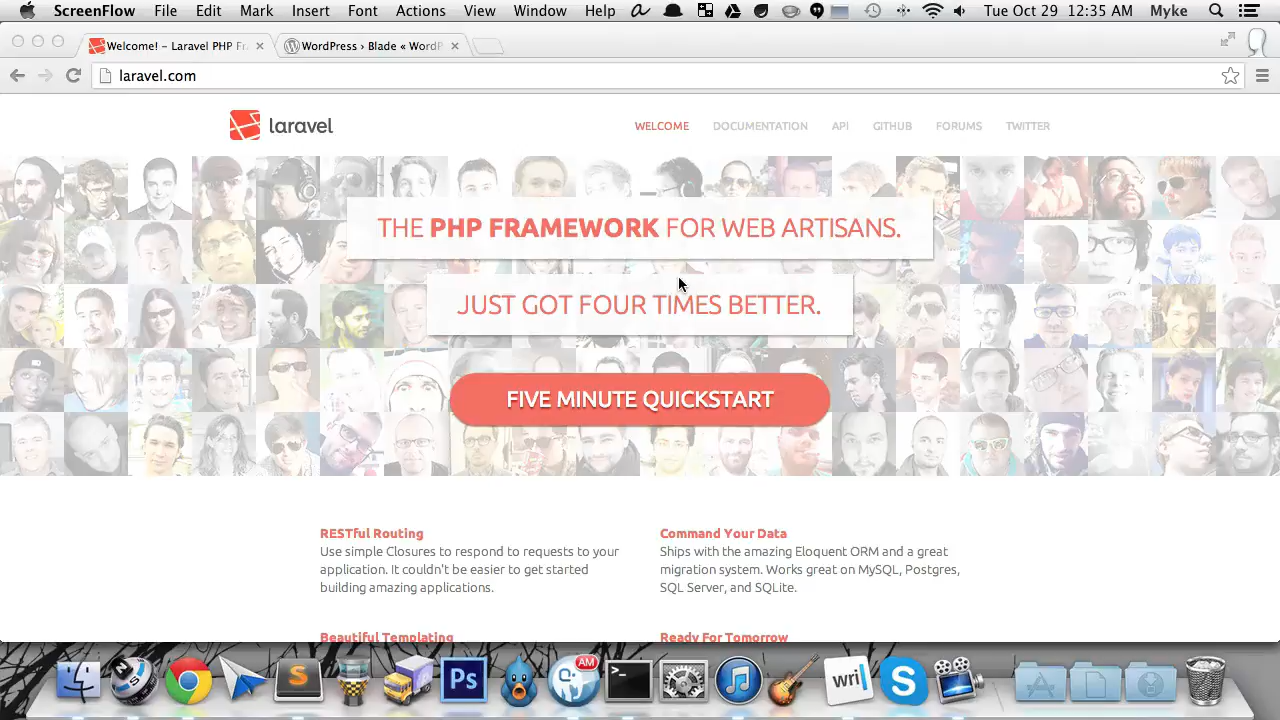 ScreenFlow File Edit Mark Insert Font Actions View Window Help Tue Oct 29 12:35 AM Myke
Welcome! – Laravel PHP Fr
WordPress › Blade « WordP
laravel.com
laravel
WELCOME DOCUMENTATION API GITHUB FORUMS TWITTER
THE PHP FRAMEWORK FOR WEB ARTISANS.
JUST GOT FOUR TIMES BETTER.
FIVE MINUTE QUICKSTART
RESTful Routing
Use simple Closures to respond to requests to your
application. It couldn't be easier to get started
building amazing applications.
Command Your Data
Ships with the amazing Eloquent ORM and a great
migration system. Works great on MySQL, Postgres,
SQL Server, and SQLite.
Beautiful Templating
Ready For Tomorrow
S
Ps
AM
>_
wri
S